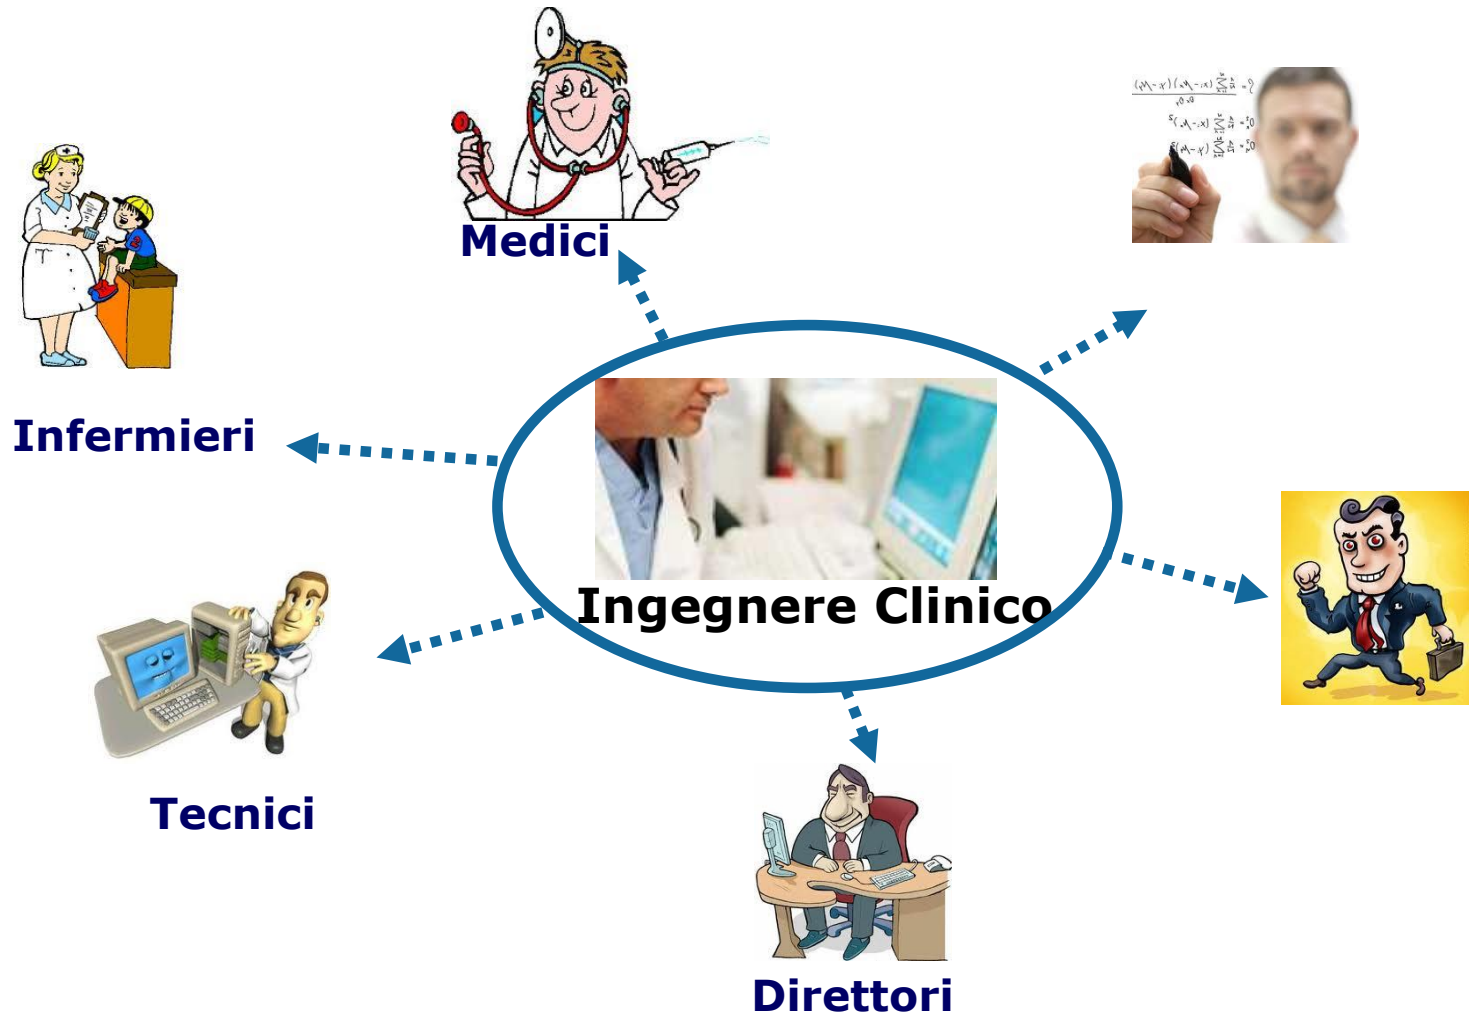 Medici
Infermieri
Ingegnere Clinico
Tecnici
Direttori